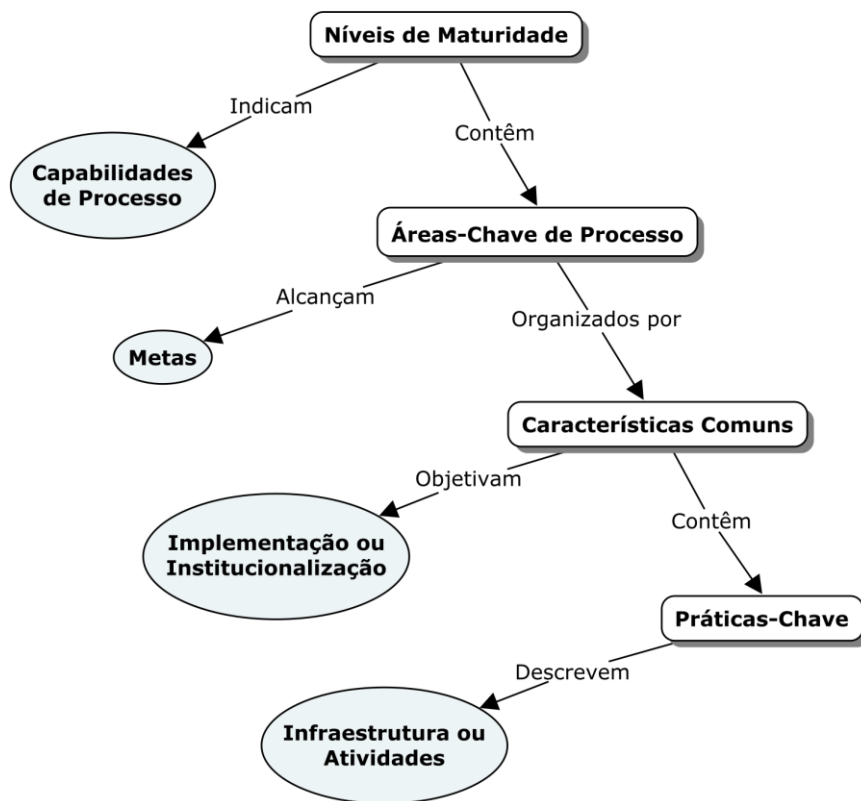 Níveis de Maturidade
Indicam
Contêm
Capabilidades
de Processo
Áreas-Chave de Processo
Alcançam
Organizados por
Metas
Características Comuns
Objetivam
Contêm
Implementação ou
Institucionalização
Práticas-Chave
Descrevem
Infraestrutura ou
Atividades